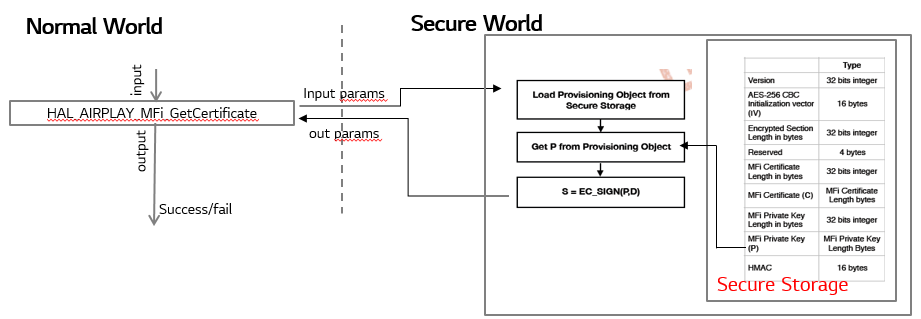 Normal World
Secure World
input
Input params
HAL_AIRPLAY_MFi_GetCertificate
out params
output
Success/fail
Load Provisioning Object from
Secure Storage
Get P from Provisioning Object
S = EC_SIGN(P,D)
Type
Version 32 bits integer
AES-256 CBC
Initialization vector
(IV)
16 bytes
Encrypted Section
Length in bytes
32 bits integer
Reserved 4 bytes
MFi Certificate
Length in bytes
32 bits integer
MFi Certificate (C)
MFi Certificate
Length bytes
MFi Private Key
Length in bytes
32 bits integer
MFi Private Key
(P)
MFi Private Key
Length Bytes
HMAC 16 bytes
Secure Storage